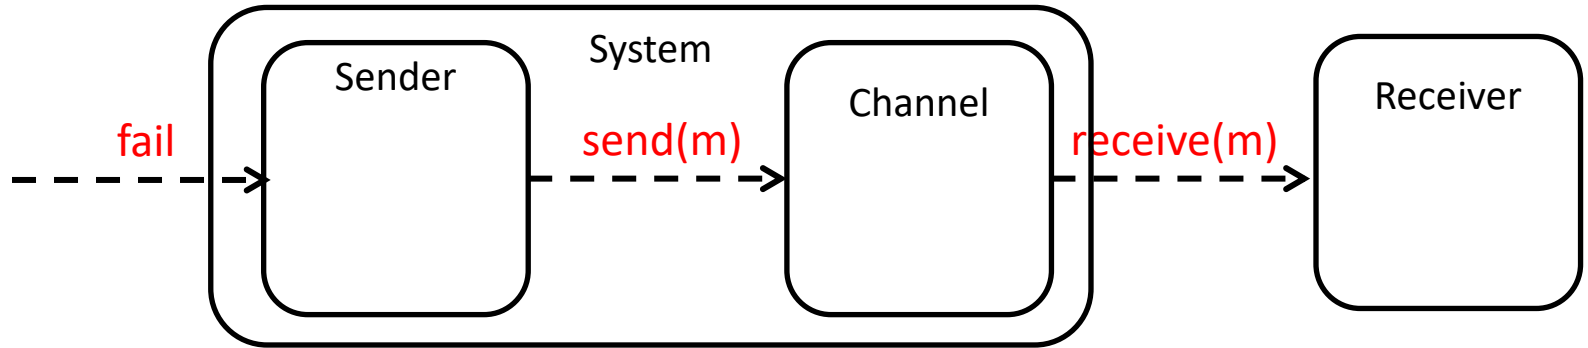 System
Sender
Channel
Receiver
fail
send(m)
receive(m)